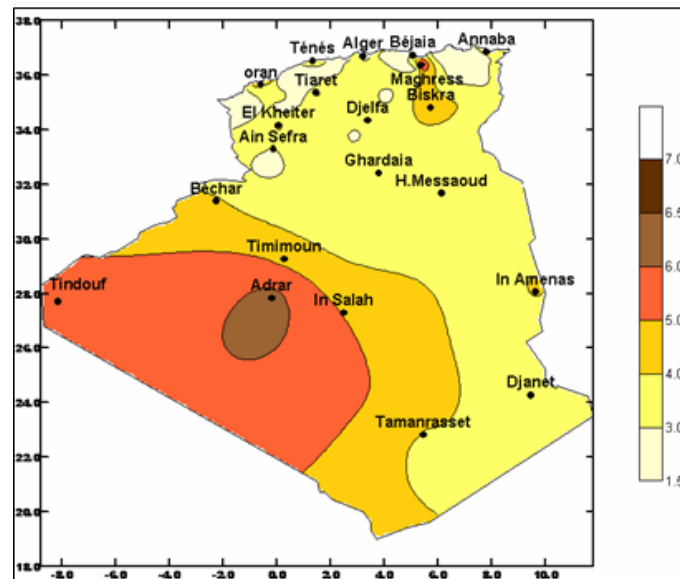 38.0
36.0
34.0
32.0
30.0
28.0
26.0
24.0
22.0
20.0
18.0
Ténés
Alger
Béjaia
Annaba
oran
Tiaret
Maghress
Biskra
El Kheiter
Djelfa
Ain Sefra
Ghardaia
H.Messaoud
Béchar
Timimoun
Tindouf
Adrar
In Salah
In Amenas
Djanet
Tamanrasset
-8.0 -6.0 -4.0 -2.0 0.0 2.0 4.0 6.0 8.0 10.0
7.0
6.5
6.0
5.0
4.0
3.0
1.5